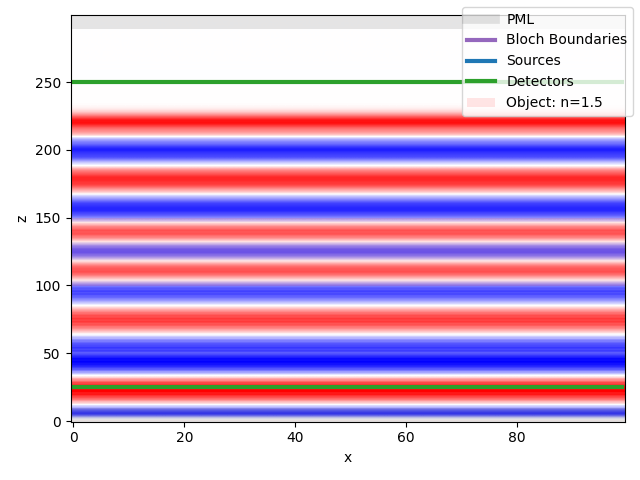 PML
Bloch Boundaries
Sources
Detectors
Object: n=1.5
250
200
150
100
50
0
z
0 20 40 60 80
x